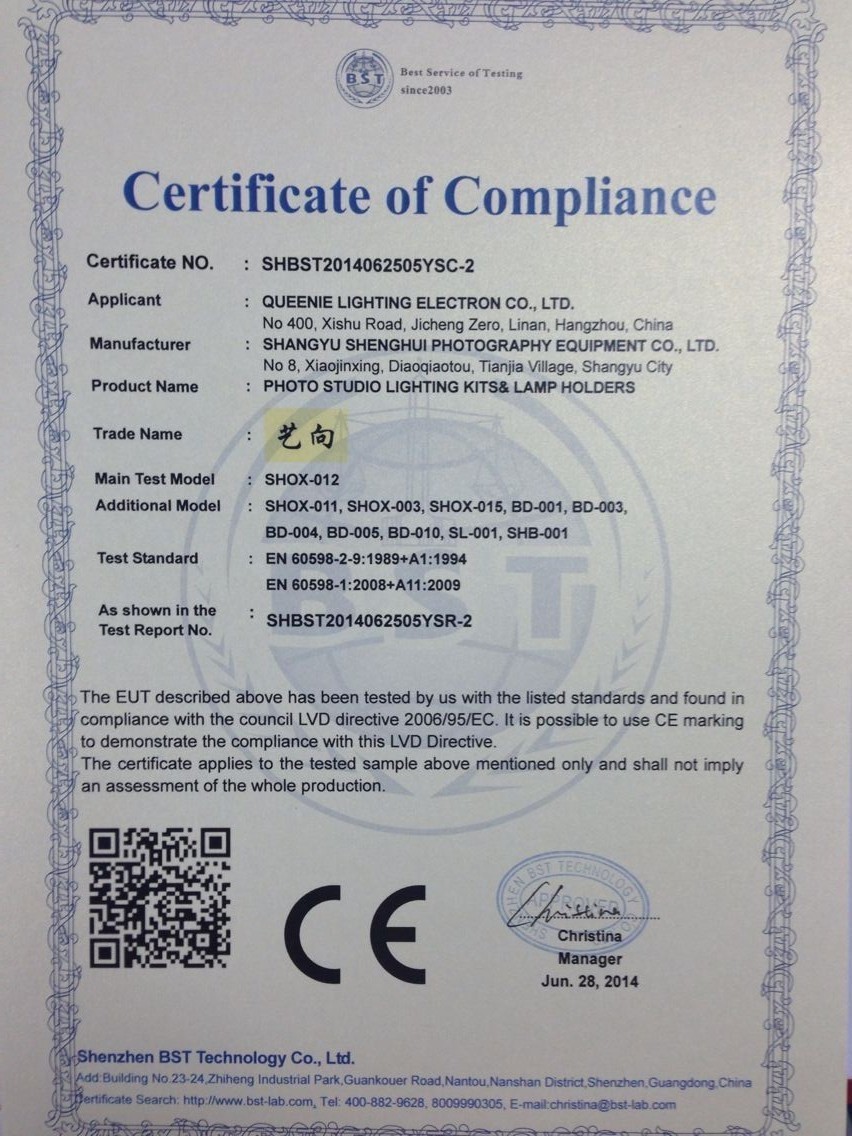 BST
Best Service of Testing
since2003
Certificate of Compliance
Certificate NO. : SHBST2014062505YSC-2
Applicant : QUEENIE LIGHTING ELECTRON CO., LTD.
No 400, Xishu Road, Jicheng Zero, Linan, Hangzhou, China
Manufacturer : SHANGYU SHENGHUI PHOTOGRAPHY EQUIPMENT CO., LTD.
No 8, Xiaojinxing, Diaoqiaotou, Tianjia Village, Shangyu City
Product Name : PHOTO STUDIO LIGHTING KITS& LAMP HOLDERS
Trade Name : 艺向
Main Test Model : SHOX-012
Additional Model : SHOX-011, SHOX-003, SHOX-015, BD-001, BD-003,
BD-004, BD-005, BD-010, SL-001, SHB-001
Test Standard : EN 60598-2-9:1989+A1:1994
EN 60598-1:2008+A11:2009
As shown in the :
Test Report No. SHBST2014062505YSR-2
BST
The EUT described above has been tested by us with the listed standards and found in
compliance with the council LVD directive 2006/95/EC. It is possible to use CE marking
to demonstrate the compliance with this LVD Directive.
The certificate applies to the tested sample above mentioned only and shall not imply
an assessment of the whole production.
CE
BST TECHNOLOGY
APPROVED
Christina
Christina
Manager
Jun. 28, 2014
Shenzhen BST Technology Co., Ltd.
Add:Building No.23-24,Zhiheng Industrial Park,Guankouer Road,Nantou,Nanshan District,Shenzhen,Guangdong,China
Certificate Search: http://www.bst-lab.com, Tel: 400-882-9628, 8009990305, E-mail:christina@bst-lab.com